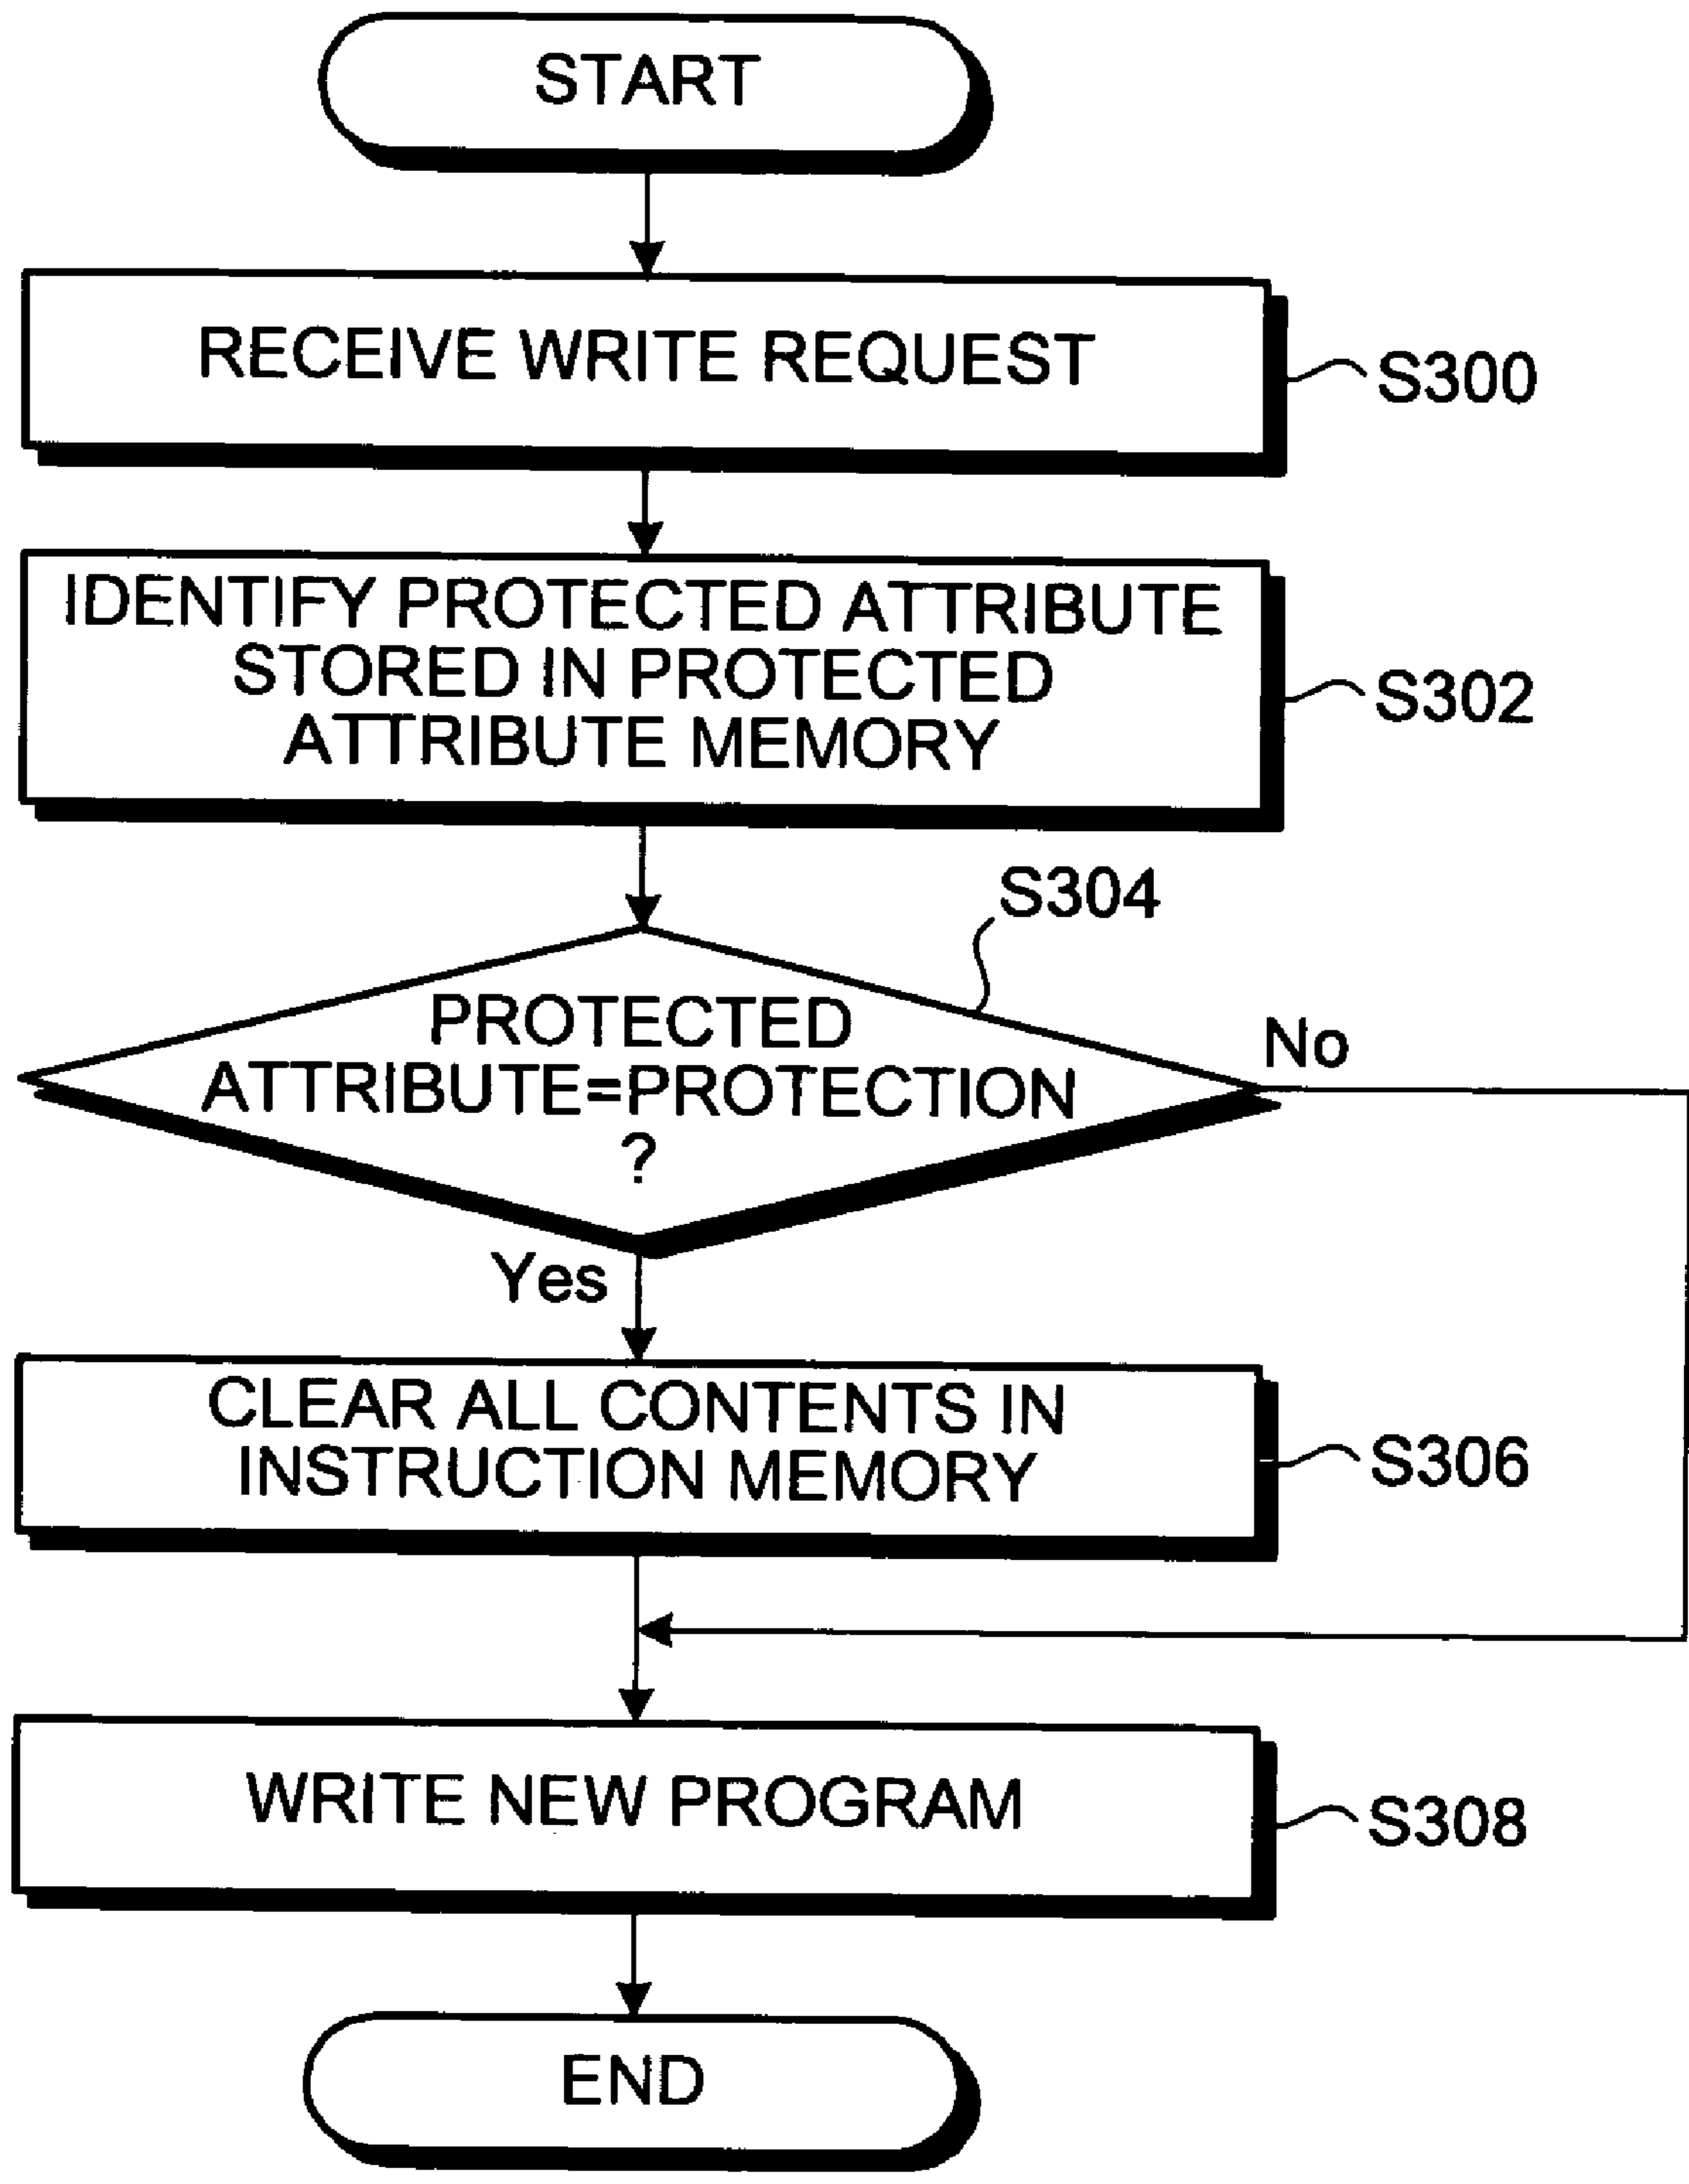 START
RECEIVE WRITE REQUEST
S300
IDENTIFY PROTECTED ATTRIBUTE
STORED IN PROTECTED
ATTRIBUTE MEMORY
S302
S304
PROTECTED
ATTRIBUTE=PROTECTION
?
No
Yes
CLEAR ALL CONTENTS IN
INSTRUCTION MEMORY
S306
WRITE NEW PROGRAM
S308
END